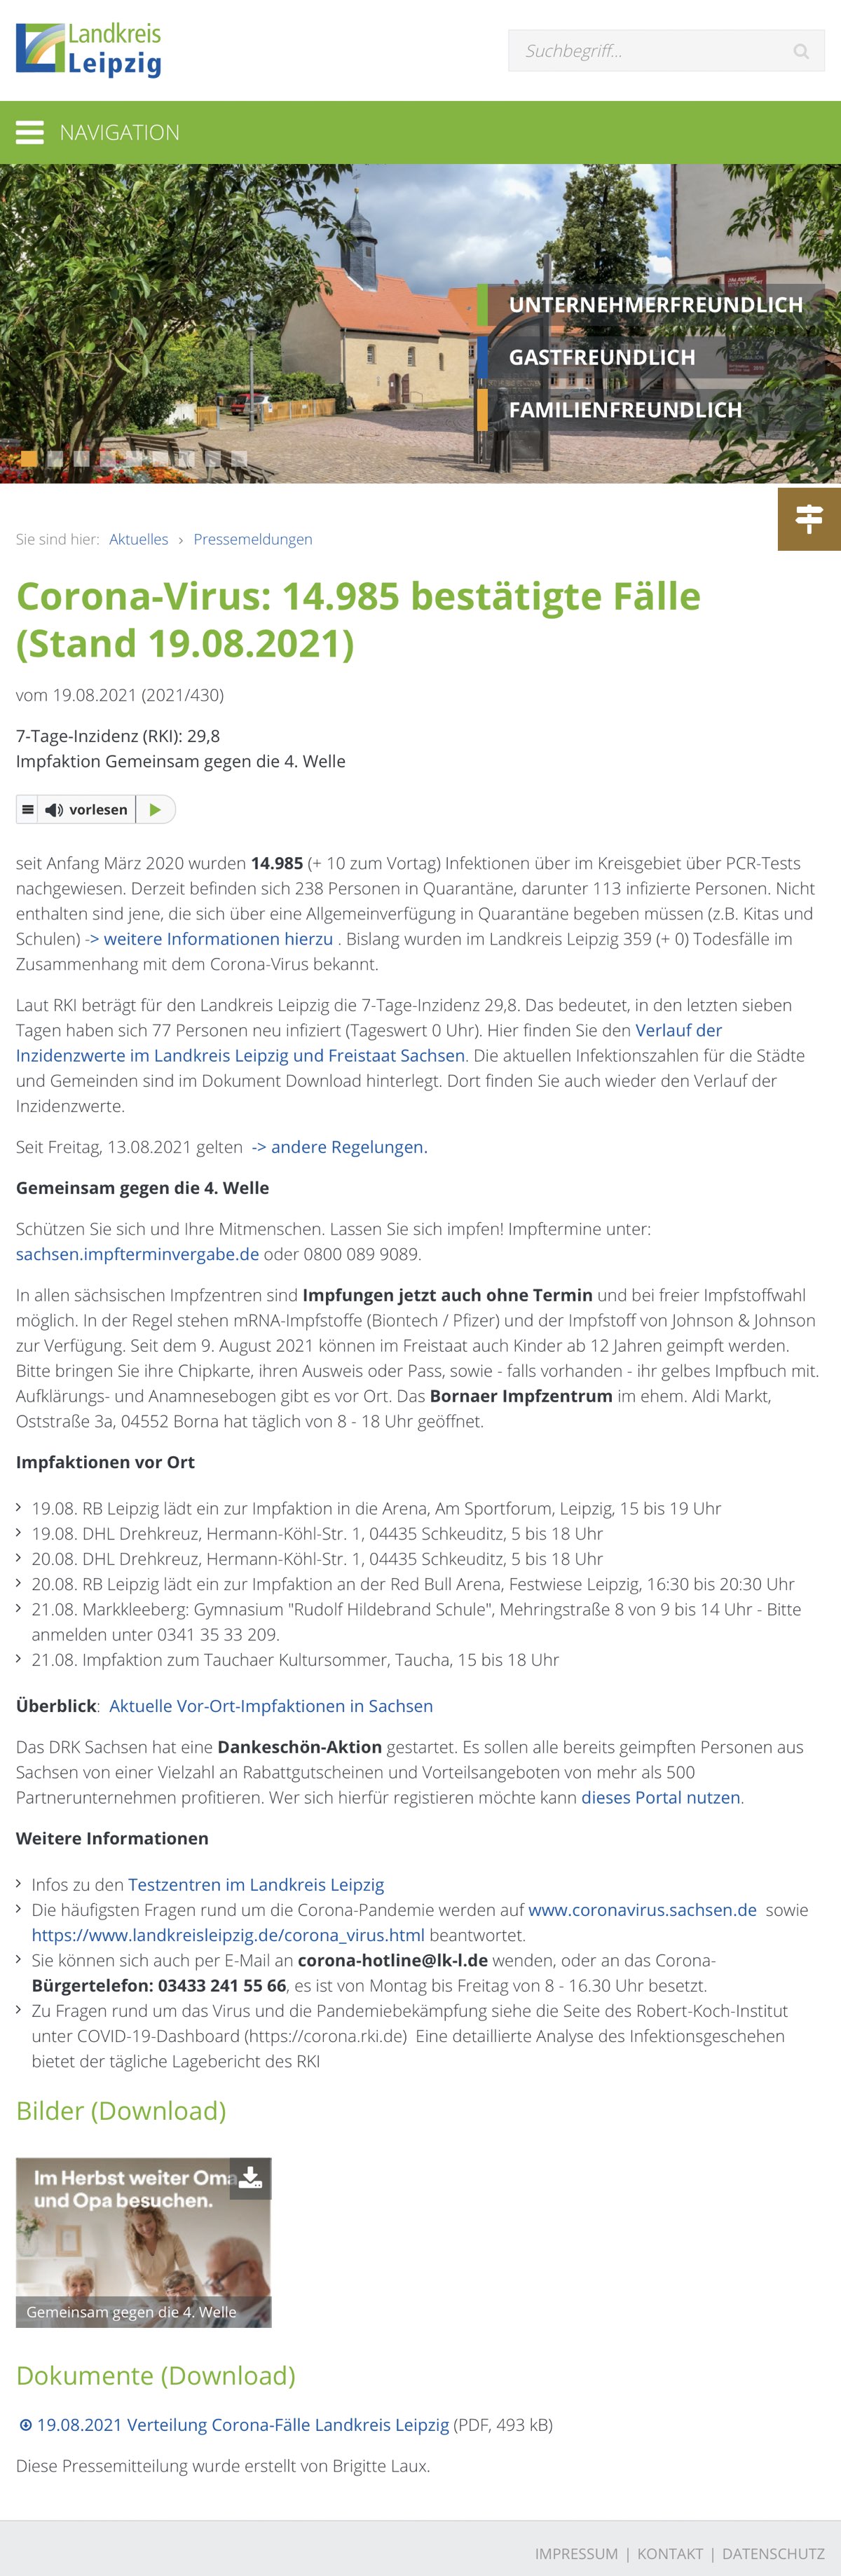 Landkreis
Leipzig
Suchbegriff...
NAVIGATION
UNTERNEHMERFREUNDLICH
GASTFREUNDLICH
FAMILIENFREUNDLICH
Sie sind hier: Aktuelles › Pressemeldungen
Corona-Virus: 14.985 bestätigte Fälle
(Stand 19.08.2021)
vom 19.08.2021 (2021/430)
7-Tage-Inzidenz (RKI): 29,8
Impfaktion Gemeinsam gegen die 4. Welle
vorlesen
seit Anfang März 2020 wurden 14.985 (+ 10 zum Vortag) Infektionen über im Kreisgebiet über PCR-Tests
nachgewiesen. Derzeit befinden sich 238 Personen in Quarantäne, darunter 113 infizierte Personen. Nicht
enthalten sind jene, die sich über eine Allgemeinverfügung in Quarantäne begeben müssen (z.B. Kitas und
Schulen) -> weitere Informationen hierzu . Bislang wurden im Landkreis Leipzig 359 (+ 0) Todesfälle im
Zusammenhang mit dem Corona-Virus bekannt.
Laut RKI beträgt für den Landkreis Leipzig die 7-Tage-Inzidenz 29,8. Das bedeutet, in den letzten sieben
Tagen haben sich 77 Personen neu infiziert (Tageswert 0 Uhr). Hier finden Sie den Verlauf der
Inzidenzwerte im Landkreis Leipzig und Freistaat Sachsen. Die aktuellen Infektionszahlen für die Städte
und Gemeinden sind im Dokument Download hinterlegt. Dort finden Sie auch wieder den Verlauf der
Inzidenzwerte.
Seit Freitag, 13.08.2021 gelten -> andere Regelungen.
Gemeinsam gegen die 4. Welle
Schützen Sie sich und Ihre Mitmenschen. Lassen Sie sich impfen! Impftermine unter:
sachsen.impfterminvergabe.de oder 0800 089 9089.
In allen sächsischen Impfzentren sind Impfungen jetzt auch ohne Termin und bei freier Impfstoffwahl
möglich. In der Regel stehen mRNA-Impfstoffe (Biontech / Pfizer) und der Impfstoff von Johnson & Johnson
zur Verfügung. Seit dem 9. August 2021 können im Freistaat auch Kinder ab 12 Jahren geimpft werden.
Bitte bringen Sie ihre Chipkarte, ihren Ausweis oder Pass, sowie - falls vorhanden - ihr gelbes Impfbuch mit.
Aufklärungs- und Anamnesebogen gibt es vor Ort. Das Bornaer Impfzentrum im ehem. Aldi Markt,
Oststraße 3a, 04552 Borna hat täglich von 8 - 18 Uhr geöffnet.
Impfaktionen vor Ort
› 19.08. RB Leipzig lädt ein zur Impfaktion in die Arena, Am Sportforum, Leipzig, 15 bis 19 Uhr
› 19.08. DHL Drehkreuz, Hermann-Köhl-Str. 1, 04435 Schkeuditz, 5 bis 18 Uhr
› 20.08. DHL Drehkreuz, Hermann-Köhl-Str. 1, 04435 Schkeuditz, 5 bis 18 Uhr
› 20.08. RB Leipzig lädt ein zur Impfaktion an der Red Bull Arena, Festwiese Leipzig, 16:30 bis 20:30 Uhr
› 21.08. Markkleeberg: Gymnasium "Rudolf Hildebrand Schule", Mehringstraße 8 von 9 bis 14 Uhr - Bitte
anmelden unter 0341 35 33 209.
› 21.08. Impfaktion zum Tauchaer Kultursommer, Taucha, 15 bis 18 Uhr
Überblick: Aktuelle Vor-Ort-Impfaktionen in Sachsen
Das DRK Sachsen hat eine Dankeschön-Aktion gestartet. Es sollen alle bereits geimpften Personen aus
Sachsen von einer Vielzahl an Rabattgutscheinen und Vorteilsangeboten von mehr als 500
Partnerunternehmen profitieren. Wer sich hierfür registieren möchte kann dieses Portal nutzen.
Weitere Informationen
› Infos zu den Testzentren im Landkreis Leipzig
› Die häufigsten Fragen rund um die Corona-Pandemie werden auf www.coronavirus.sachsen.de sowie
https://www.landkreisleipzig.de/corona_virus.html beantwortet.
› Sie können sich auch per E-Mail an corona-hotline@lk-l.de wenden, oder an das Corona-
Bürgertelefon: 03433 241 55 66, es ist von Montag bis Freitag von 8 - 16.30 Uhr besetzt.
› Zu Fragen rund um das Virus und die Pandemiebekämpfung siehe die Seite des Robert-Koch-Institut
unter COVID-19-Dashboard (https://corona.rki.de) Eine detaillierte Analyse des Infektionsgeschehen
bietet der tägliche Lagebericht des RKI
Bilder (Download)
Im Herbst weiter Oma
und Opa besuchen.
Gemeinsam gegen die 4. Welle
Dokumente (Download)
19.08.2021 Verteilung Corona-Fälle Landkreis Leipzig (PDF, 493 kB)
Diese Pressemitteilung wurde erstellt von Brigitte Laux.
IMPRESSUM | KONTAKT | DATENSCHUTZ